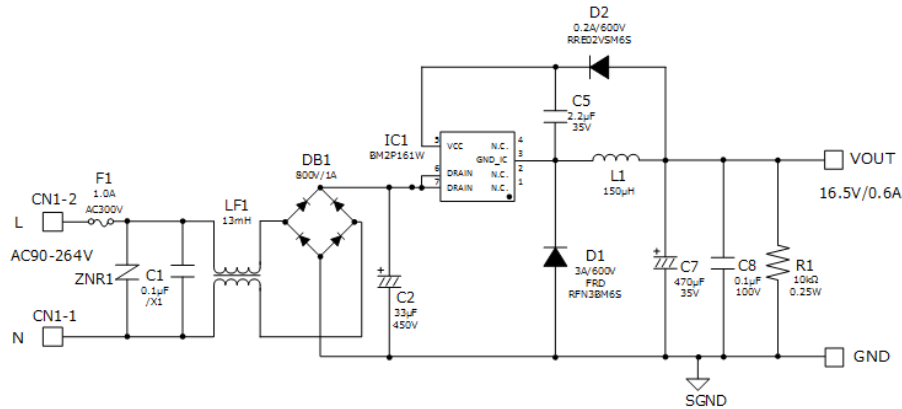 D2
0.2A/600V
RRE02VSM6S
C5
2.2µF
35V
IC1
BM2P161W
5
VCC
N.C.
4
GND_IC
3
6
DRAIN
N.C.
2
7
DRAIN
N.C.
1
L1
150µH
VOUT
16.5V/0.6A
DB1
800V/1A
F1
1.0A
AC300V
CN1-2
L
LF1
13mH
AC90-264V
ZNR1
C1
0.1µF
/X1
CN1-1
N
C2
33µF
450V
D1
3A/600V
FRD
RFN3BM6S
C7
470µF
35V
C8
0.1µF
100V
R1
10kΩ
0.25W
GND
SGND